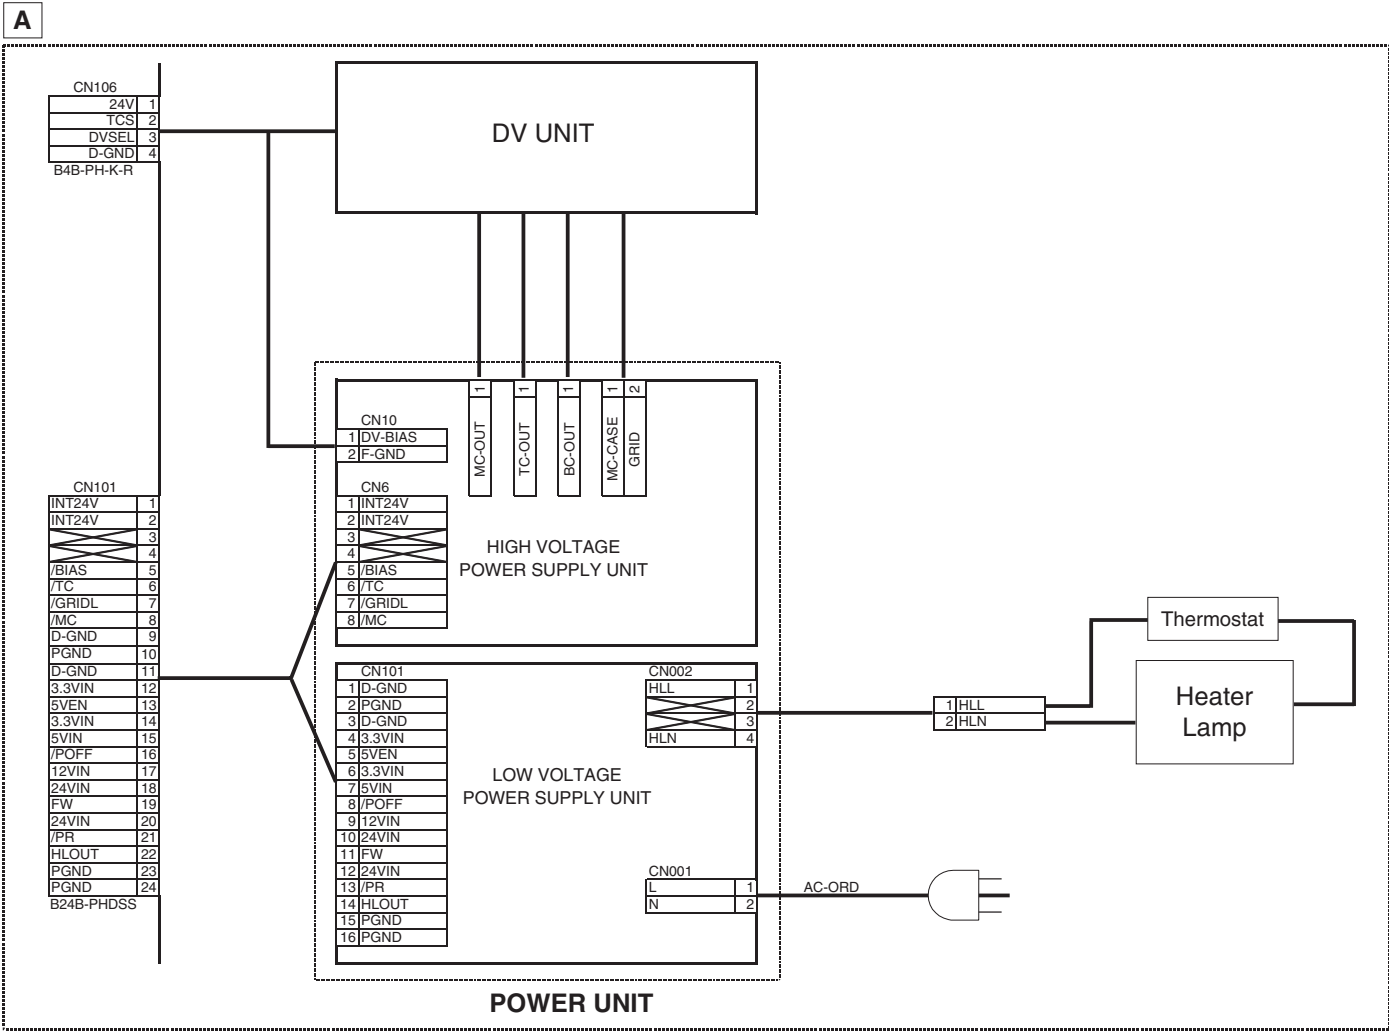 A
CN106
24V 1
TCS 2
DVSEL 3
D-GND 4
B4B-PH-K-R
DV UNIT
MC-OUT 1
TC-OUT 1
BC-OUT 1
MC-CASE 1
GRID 2
CN10
1 DV-BIAS
2 F-GND
CN6
1 INT24V
2 INT24V
3
4
5 /BIAS
6 /TC
7 /GRIDL
8 /MC
HIGH VOLTAGE
POWER SUPPLY UNIT
CN101
INT24V 1
INT24V 2
3
4
/BIAS 5
/TC 6
/GRIDL 7
/MC 8
D-GND 9
PGND 10
D-GND 11
3.3VIN 12
5VEN 13
3.3VIN 14
5VIN 15
/POFF 16
12VIN 17
24VIN 18
FW 19
24VIN 20
/PR 21
HLOUT 22
PGND 23
PGND 24
B24B-PHDSS
CN101
1 D-GND
2 PGND
3 D-GND
4 3.3VIN
5 5VEN
6 3.3VIN
7 5VIN
8 /POFF
9 12VIN
10 24VIN
11 FW
12 24VIN
13 /PR
14 HLOUT
15 PGND
16 PGND
LOW VOLTAGE
POWER SUPPLY UNIT
CN002
HLL 1
2
3
HLN 4
CN001
L 1
N 2
AC-ORD
1 HLL
2 HLN
Thermostat
Heater
Lamp
POWER UNIT